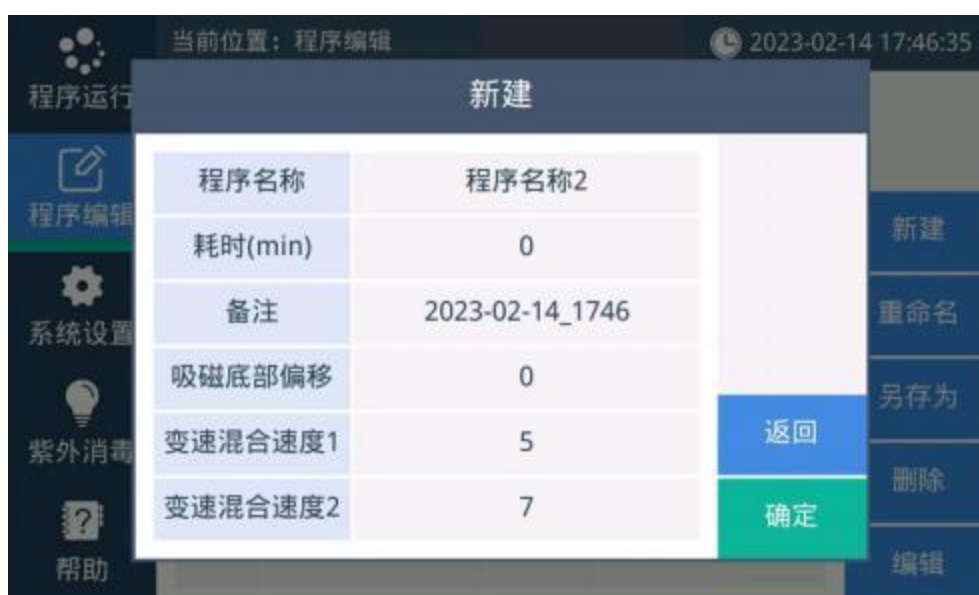 当前位置：程序编辑
2023-02-14 17:46:35
程序运行
程序编辑
系统设置
紫外消毒
帮助
新建
程序名称
程序名称2
耗时(min)
0
备注
2023-02-14_1746
吸磁底部偏移
0
变速混合速度1
5
变速混合速度2
7
返回
确定
新建
重命名
另存为
删除
编辑